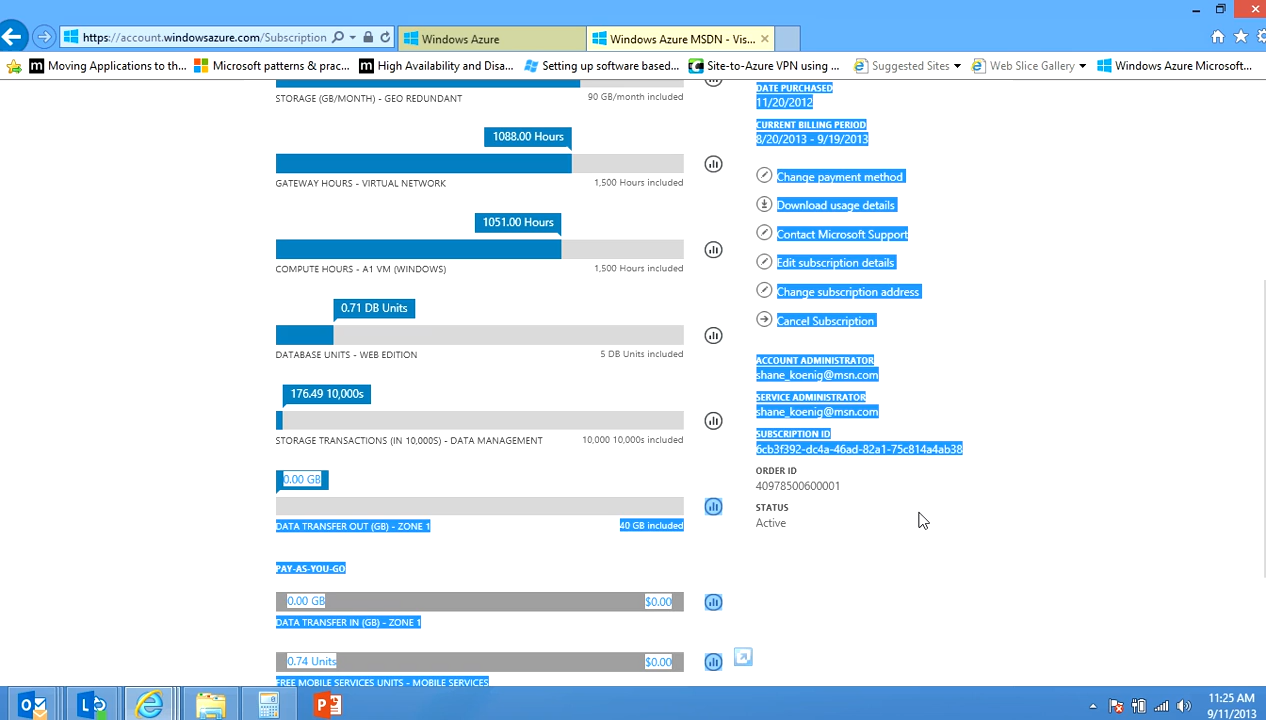 https://account.windowsazure.com/Subscription
Windows Azure
Windows Azure MSDN - Vis...
Moving Applications to th...
Microsoft patterns & prac...
High Availability and Disa...
Setting up software based...
Site-to-Azure VPN using ...
Suggested Sites
Web Slice Gallery
Windows Azure Microsoft...
STORAGE (GB/MONTH) - GEO REDUNDANT
90 GB/month included
1088.00 Hours
GATEWAY HOURS - VIRTUAL NETWORK
1,500 Hours included
1051.00 Hours
COMPUTE HOURS - A1 VM (WINDOWS)
1,500 Hours included
0.71 DB Units
DATABASE UNITS - WEB EDITION
5 DB Units included
176.49 10,000s
STORAGE TRANSACTIONS (IN 10,000S) - DATA MANAGEMENT
10,000 10,000s included
0.00 GB
DATA TRANSFER OUT (GB) - ZONE 1
40 GB included
PAY-AS-YOU-GO
0.00 GB
$0.00
DATA TRANSFER IN (GB) - ZONE 1
0.74 Units
$0.00
FREE MOBILE SERVICES UNITS - MOBILE SERVICES
DATE PURCHASED
11/20/2012
CURRENT BILLING PERIOD
8/20/2013 - 9/19/2013
Change payment method
Download usage details
Contact Microsoft Support
Edit subscription details
Change subscription address
Cancel Subscription
ACCOUNT ADMINISTRATOR
shane_koenig@msn.com
SERVICE ADMINISTRATOR
shane_koenig@msn.com
SUBSCRIPTION ID
6cb3f392-dc4a-46ad-82a1-75c814a4ab38
ORDER ID
40978500600001
STATUS
Active
11:25 AM
9/11/2013